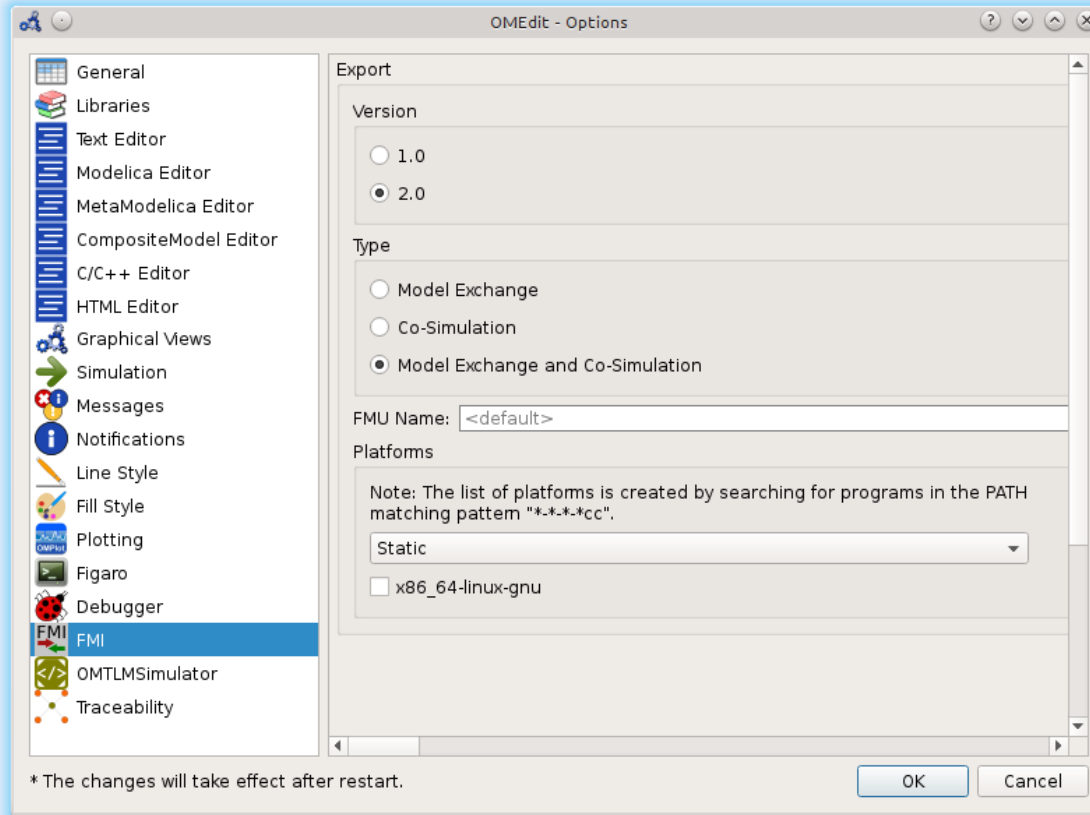 OMEdit - Options
General
Libraries
Text Editor
Modelica Editor
MetaModelica Editor
CompositeModel Editor
C/C++ Editor
HTML Editor
Graphical Views
Simulation
Messages
Notifications
Line Style
Fill Style
Plotting
OMPlot
Figaro
Debugger
FMI
FMI
OMTLMSimulator
Traceability
Export
Version
1.0
2.0
Type
Model Exchange
Co-Simulation
Model Exchange and Co-Simulation
FMU Name: <default>
Platforms
Note: The list of platforms is created by searching for programs in the PATH
matching pattern "*-*-*-*cc".
Static
x86_64-linux-gnu
* The changes will take effect after restart.
OK
Cancel